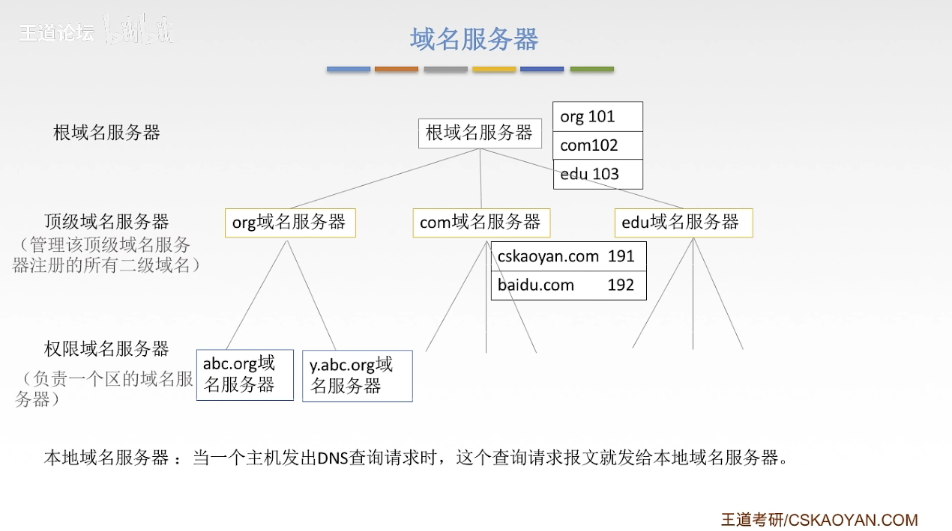 王道论坛 bilibili
域名服务器
根域名服务器
根域名服务器
org 101
com102
edu 103
顶级域名服务器
（管理该顶级域名服务
器注册的所有二级域名）
org域名服务器
com域名服务器
edu域名服务器
cskaoyan.com 191
baidu.com 192
权限域名服务器
（负责一个区的域名服
务器）
abc.org域
名服务器
y.abc.org域
名服务器
本地域名服务器： 当一个主机发出DNS查询请求时，这个查询请求报文就发给本地域名服务器。
王道考研/CSKAOYAN.COM